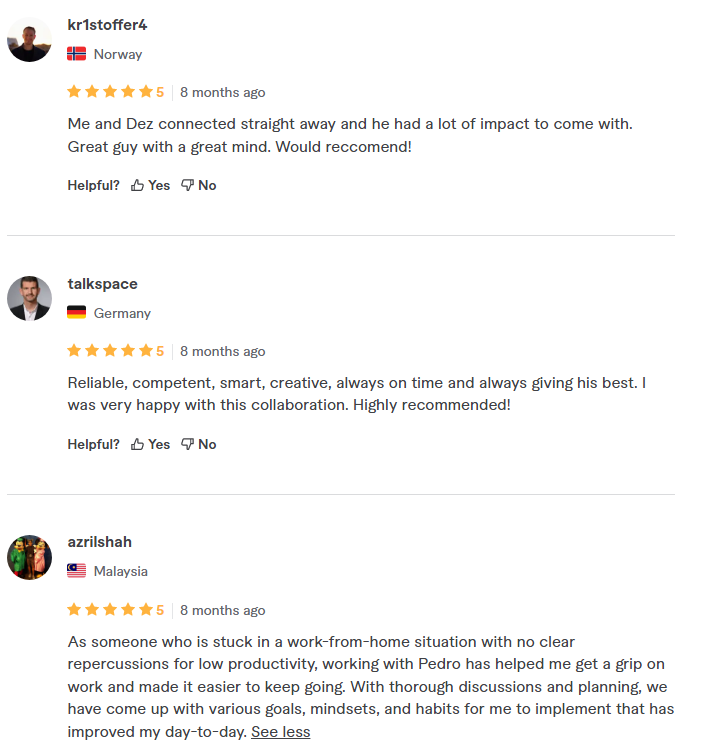 kr1stoffer4
Norway
5 8 months ago
Me and Dez connected straight away and he had a lot of impact to come with.
Great guy with a great mind. Would reccomend!
Helpful? Yes No
talkspace
Germany
5 8 months ago
Reliable, competent, smart, creative, always on time and always giving his best. I
was very happy with this collaboration. Highly recommended!
Helpful? Yes No
azrilshah
Malaysia
5 8 months ago
As someone who is stuck in a work-from-home situation with no clear
repercussions for low productivity, working with Pedro has helped me get a grip on
work and made it easier to keep going. With thorough discussions and planning, we
have come up with various goals, mindsets, and habits for me to implement that has
improved my day-to-day. See less